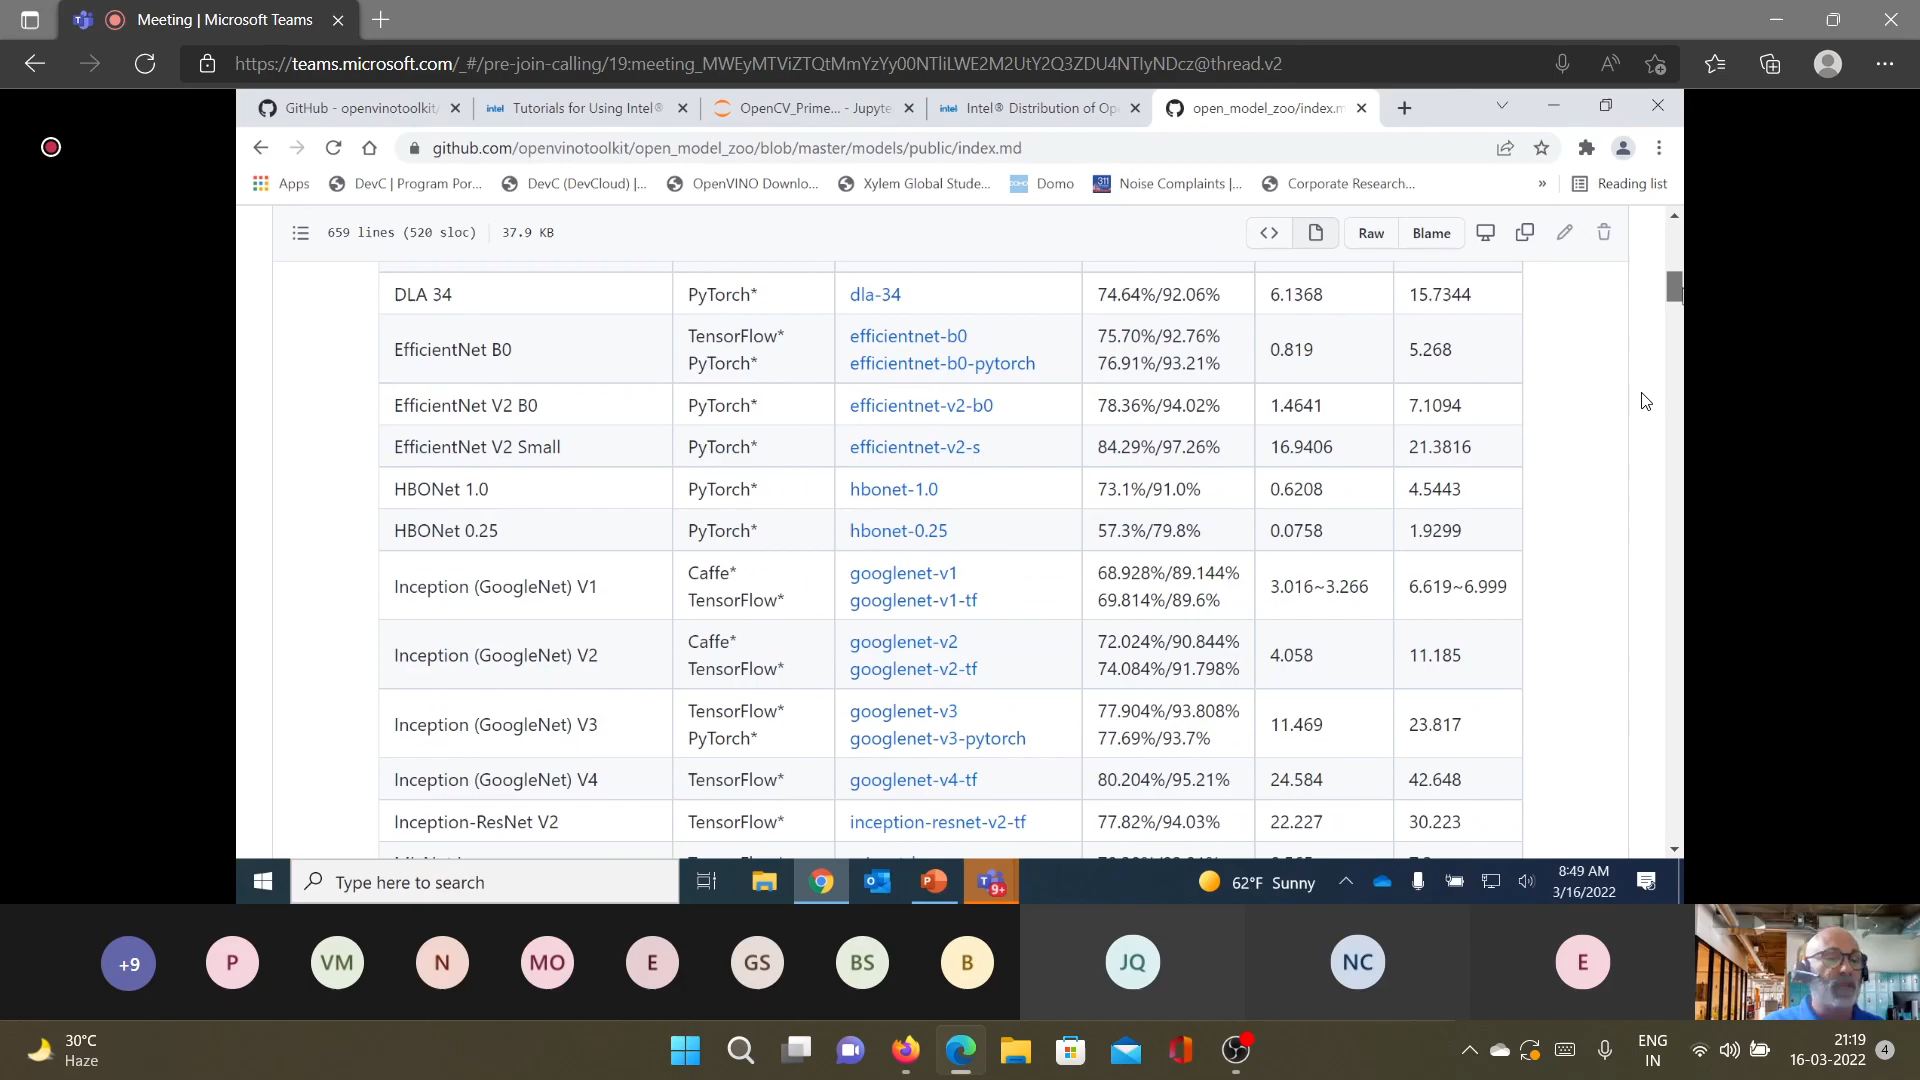 Meeting | Microsoft Teams
https://teams.microsoft.com/_#/pre-join-calling/19:meeting_MWEyMTViZTQtMmYzYy00NTliLWE2M2UtY2Q3ZDU4NTIyNDcz@thread.v2
GitHub - openvinotoolkit/
intel Tutorials for Using Intel®
OpenCV_Prime... - Jupyte
intel Intel® Distribution of Op
open_model_zoo/index.m
github.com/openvinotoolkit/open_model_zoo/blob/master/models/public/index.md
Apps
DevC | Program Por...
DevC (DevCloud) |...
OpenVINO Downlo...
Xylem Global Stude...
DOMO Domo
311 Noise Complaints |...
Corporate Research...
»
Reading list
659 lines (520 sloc) 37.9 KB
<> Raw Blame
DLA 34 PyTorch* dla-34 74.64%/92.06% 6.1368 15.7344
TensorFlow* efficientnet-b0 75.70%/92.76%
EfficientNet B0 0.819 5.268
PyTorch* efficientnet-b0-pytorch 76.91%/93.21%
EfficientNet V2 B0 PyTorch* efficientnet-v2-b0 78.36%/94.02% 1.4641 7.1094
EfficientNet V2 Small PyTorch* efficientnet-v2-s 84.29%/97.26% 16.9406 21.3816
HBONet 1.0 PyTorch* hbonet-1.0 73.1%/91.0% 0.6208 4.5443
HBONet 0.25 PyTorch* hbonet-0.25 57.3%/79.8% 0.0758 1.9299
Caffe* googlenet-v1 68.928%/89.144%
Inception (GoogleNet) V1 3.016~3.266 6.619~6.999
TensorFlow* googlenet-v1-tf 69.814%/89.6%
Caffe* googlenet-v2 72.024%/90.844%
Inception (GoogleNet) V2 4.058 11.185
TensorFlow* googlenet-v2-tf 74.084%/91.798%
TensorFlow* googlenet-v3 77.904%/93.808%
Inception (GoogleNet) V3 11.469 23.817
PyTorch* googlenet-v3-pytorch 77.69%/93.7%
Inception (GoogleNet) V4 TensorFlow* googlenet-v4-tf 80.204%/95.21% 24.584 42.648
Inception-ResNet V2 TensorFlow* inception-resnet-v2-tf 77.82%/94.03% 22.227 30.223
Type here to search
9+
62°F Sunny
8:49 AM
3/16/2022
+9 P VM N MO E GS BS B JQ NC E
30°C
Haze
ENG
IN
21:19
16-03-2022
4